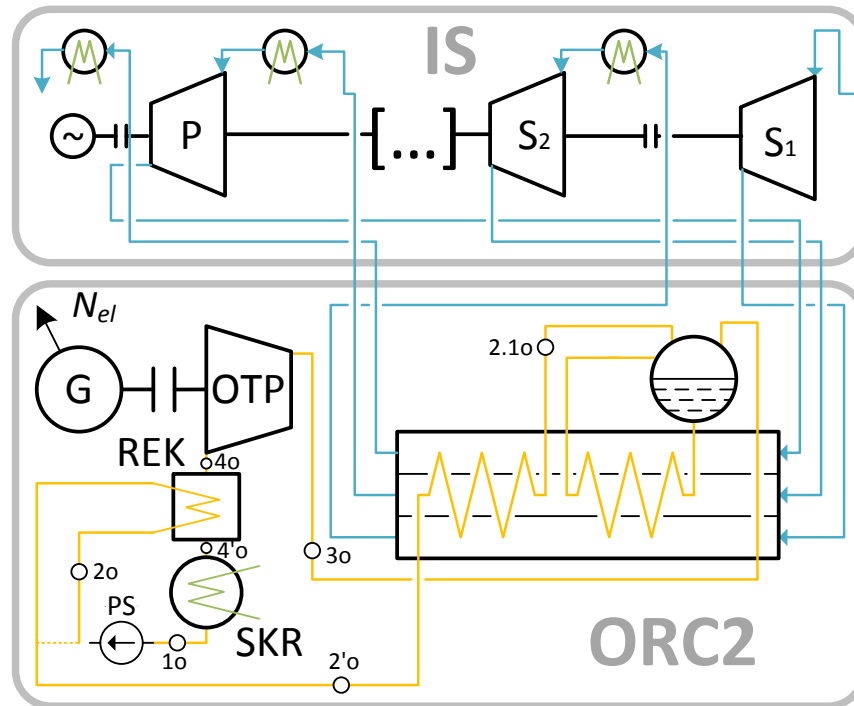 IS
~
P
[...]
S2
S1
Nel
G
OTP
2.1o
REK
4o
4'o
3o
2o
PS
1o
SKR
2'o
ORC2